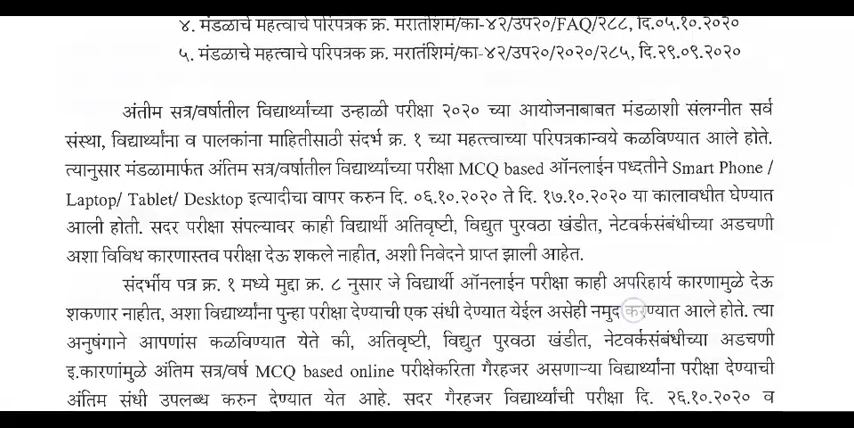 ४. मंडळाचे महत्वाचे परिपत्रक क्र. मरातंशिमं/का-४२/उप२०/FAQ/२८८, दि.०५.१०.२०२०
५. मंडळाचे महत्वाचे परिपत्रक क्र. मरातंशिमं/का-४२/उप२०/२०२०/२८५, दि.२९.०९.२०२०
अंतीम सत्र/वर्षातील विद्यार्थ्यांच्या उन्हाळी परीक्षा २०२० च्या आयोजनाबाबत मंडळाशी संलग्नीत सर्व
संस्था, विद्यार्थ्यांना व पालकांना माहितीसाठी संदर्भ क्र. १ च्या महत्त्वाच्या परिपत्रकान्वये कळविण्यात आले होते.
त्यानुसार मंडळामार्फत अंतिम सत्र/वर्षातील विद्यार्थ्यांच्या परीक्षा MCQ based ऑनलाईन पध्दतीने Smart Phone /
Laptop/ Tablet/ Desktop इत्यादीचा वापर करुन दि. ०६.१०.२०२० ते दि. १७.१०.२०२० या कालावधीत घेण्यात
आली होती. सदर परीक्षा संपल्यावर काही विद्यार्थी अतिवृष्टी, विद्युत पुरवठा खंडीत, नेटवर्कसंबंधीच्या अडचणी
अशा विविध कारणास्तव परीक्षा देऊ शकले नाहीत, अशी निवेदने प्राप्त झाली आहेत.
संदर्भीय पत्र क्र. १ मध्ये मुद्दा क्र. ८ नुसार जे विद्यार्थी ऑनलाईन परीक्षा काही अपरिहार्य कारणामुळे देऊ
शकणार नाहीत, अशा विद्यार्थ्यांना पुन्हा परीक्षा देण्याची एक संधी देण्यात येईल असेही नमुद करण्यात आले होते. त्या
अनुषंगाने आपणांस कळविण्यात येते की, अतिवृष्टी, विद्युत पुरवठा खंडीत, नेटवर्कसंबंधीच्या अडचणी
इ.कारणांमुळे अंतिम सत्र/वर्ष MCQ based online परीक्षेकरिता गैरहजर असणाऱ्या विद्यार्थ्यांना परीक्षा देण्याची
अंतिम संधी उपलब्ध करुन देण्यात येत आहे. सदर गैरहजर विद्यार्थ्यांची परीक्षा दि. २६.१०.२०२० व